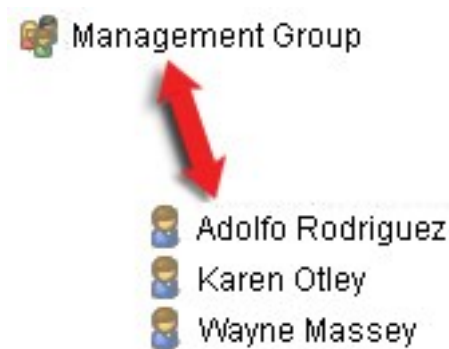 Management Group
Adolfo Rodriguez
Karen Otley
Wayne Massey